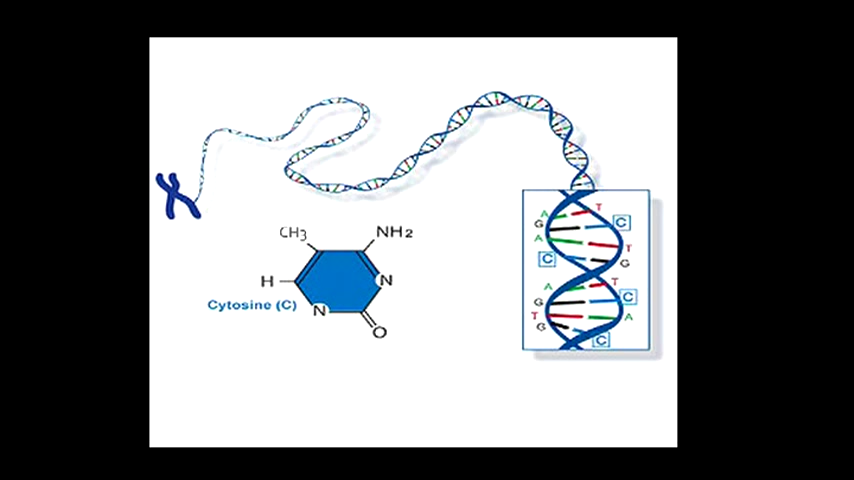 CH3
NH2
H
N
Cytosine (C)
N
O
A T
G C
A T
C G
A T
G C
T A
G C